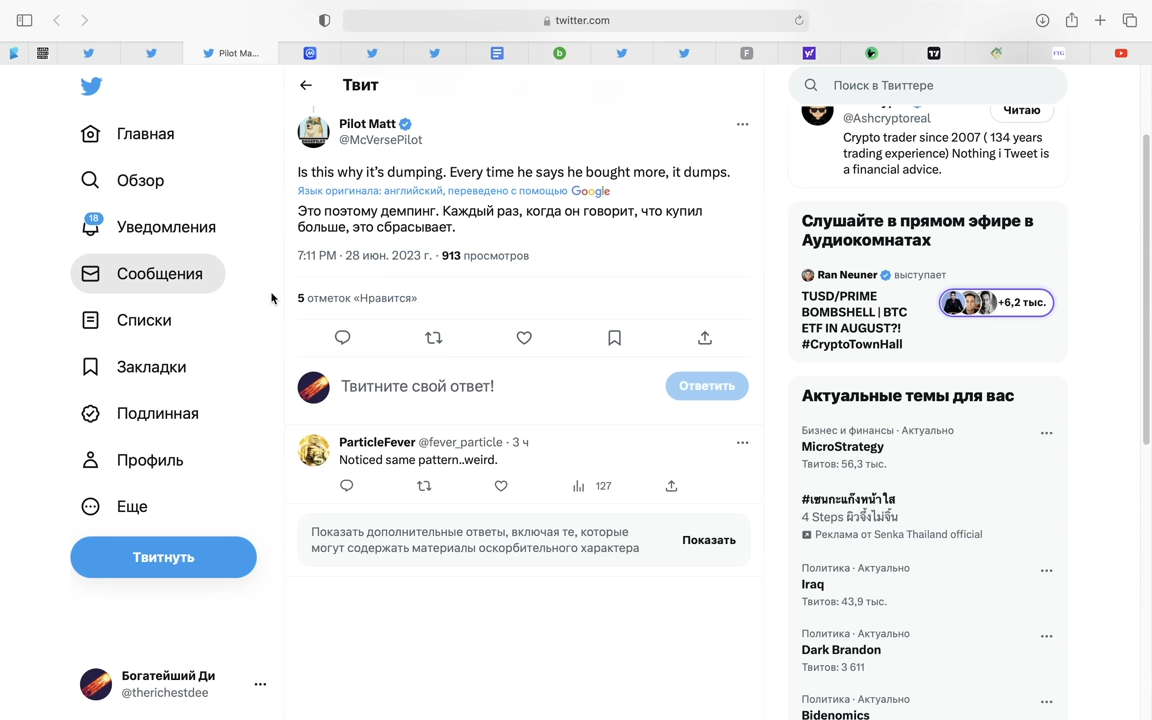 twitter.com
Pilot Ma...
Твит
Поиск в Твиттере
Главная
Обзор
18
Уведомления
Сообщения
Списки
Закладки
Подлинная
Профиль
Еще
Твитнуть
Богатейший Ди
@therichestdee
Pilot Matt
@McVersePilot
Is this why it’s dumping. Every time he says he bought more, it dumps.
Язык оригинала: английский, переведено с помощью Google
Это поэтому демпинг. Каждый раз, когда он говорит, что купил
больше, это сбрасывает.
7:11 PM · 28 июн. 2023 г. · 913 просмотров
5 отметок «Нравится»
Твитните свой ответ!
Ответить
ParticleFever @fever_particle · 3 ч
Noticed same pattern..weird.
127
Показать дополнительные ответы, включая те, которые
могут содержать материалы оскорбительного характера
Показать
@Ashcryptoreal
Читаю
Crypto trader since 2007 ( 134 years
trading experience) Nothing i Tweet is
a financial advice.
Слушайте в прямом эфире в
Аудиокомнатах
Ran Neuner выступает
TUSD/PRIME
BOMBSHELL | BTC
ETF IN AUGUST?!
#CryptoTownHall
+6,2 тыс.
Актуальные темы для вас
Бизнес и финансы · Актуально
MicroStrategy
Твитов: 56,3 тыс.
#เซนกะแก๊งหน้าใส
4 Steps ผิวจึ้งไม่จิ้น
Реклама от Senka Thailand official
Политика · Актуально
Iraq
Твитов: 43,9 тыс.
Политика · Актуально
Dark Brandon
Твитов: 3 611
Политика · Актуально
Bidenomics